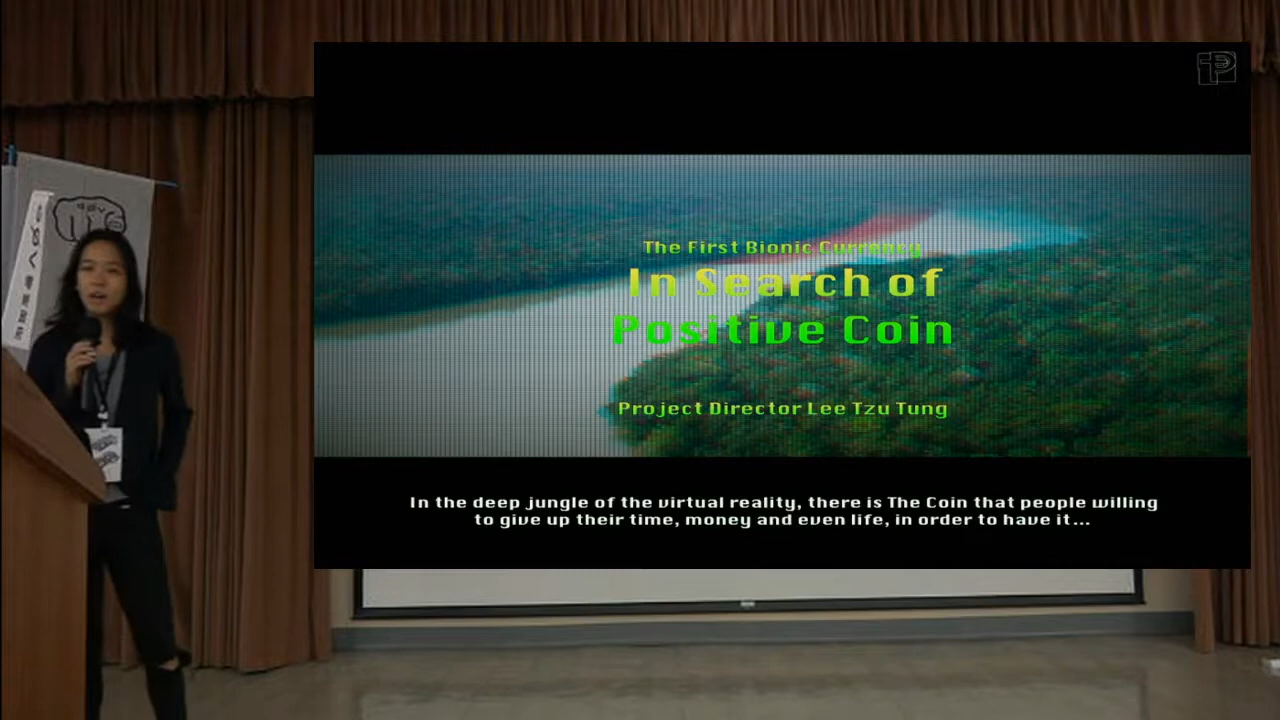 The First Bionic Currency
In Search of
Positive Coin
Project Director Lee Tzu Tung
In the deep jungle of the virtual reality, there is The Coin that people willing
to give up their time, money and even life, in order to have it...